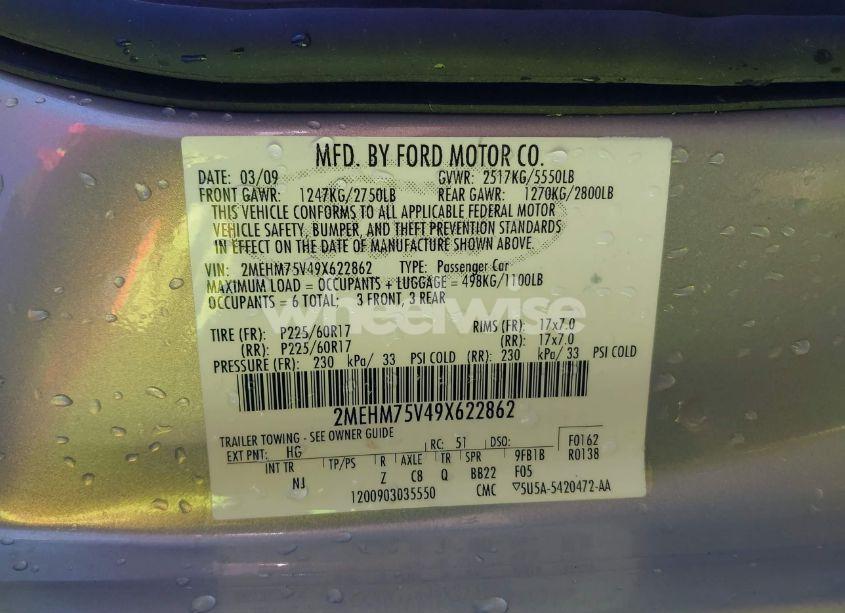 MFD. BY FORD MOTOR CO.
DATE: 03/09 GVWR: 2517KG/5550LB
FRONT GAWR: 1247KG/2750LB REAR GAWR: 1270KG/2800LB
THIS VEHICLE CONFORMS TO ALL APPLICABLE FEDERAL MOTOR
VEHICLE SAFETY, BUMPER, AND THEFT PREVENTION STANDARDS
IN EFFECT ON THE DATE OF MANUFACTURE SHOWN ABOVE.
VIN: 2MEHM75V49X622862 TYPE: Passenger Car
MAXIMUM LOAD = OCCUPANTS + LUGGAGE = 498KG/1100LB
OCCUPANTS = 6 TOTAL: 3 FRONT, 3 REAR
wheelwise
TIRE (FR): P225/60R17 RIMS (FR): 17x7.0
(RR): P225/60R17 (RR): 17x7.0
PRESSURE (FR): 230 kPa/ 33 PSI COLD (RR): 230 kPa/ 33 PSI COLD
2MEHM75V49X622862
TRAILER TOWING - SEE OWNER GUIDE
EXT PNT: HG RC: 51 DSO: F0162
INT TR TP/PS R AXLE TR SPR 9FB1B R0138
NJ Z C8 Q BB22 F05
1200903035550 CMC ▽5U5A-5420472-AA